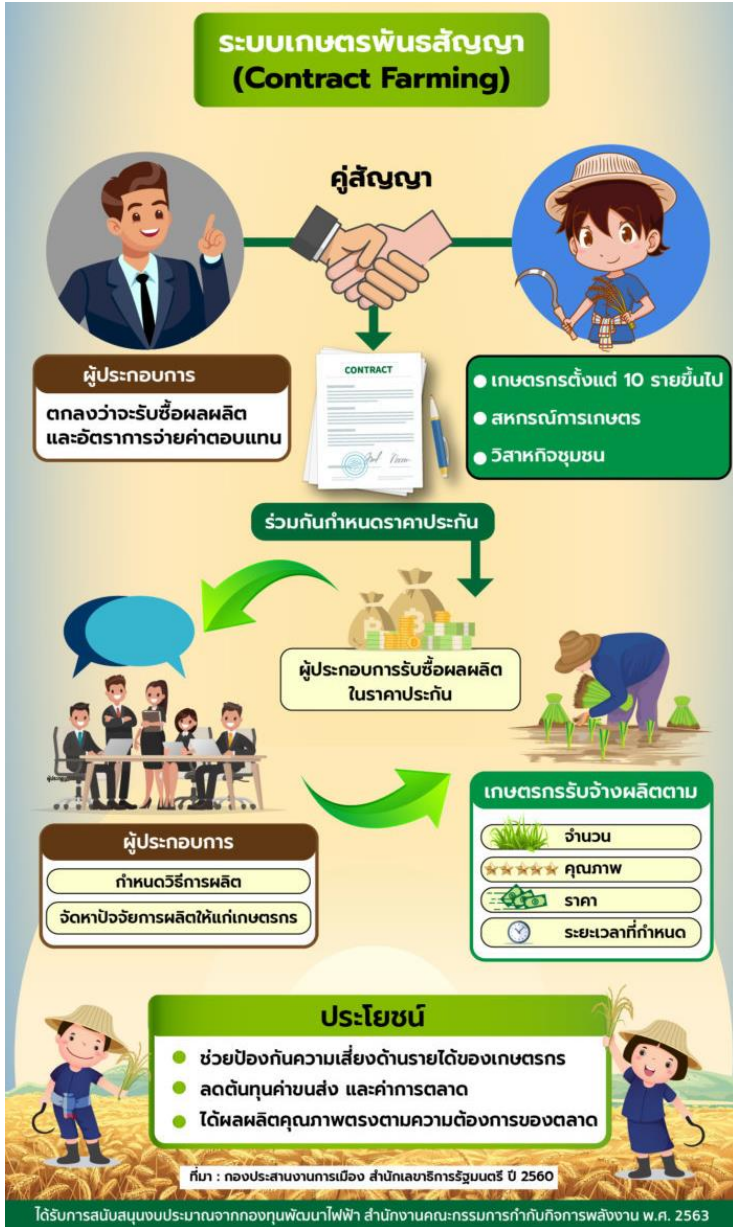 ระบบเกษตรพันธสัญญา
(Contract Farming)
คู่สัญญา
ผู้ประกอบการ
ตกลงว่าจะรับซื้อผลผลิต
และอัตราการจ่ายค่าตอบแทน
CONTRACT
เกษตรกรตั้งแต่ 10 รายขึ้นไป
สหกรณ์การเกษตร
วิสาหกิจชุมชน
ร่วมกันกำหนดราคาประกัน
ผู้ประกอบการรับซื้อผลผลิต
ในราคาประกัน
ผู้ประกอบการ
กำหนดวิธีการผลิต
จัดหาปัจจัยการผลิตให้แก่เกษตรกร
เกษตรกรรับจ้างผลิตตาม
จำนวน
คุณภาพ
ราคา
ระยะเวลาที่กำหนด
ประโยชน์
ช่วยป้องกันความเสี่ยงด้านรายได้ของเกษตรกร
ลดต้นทุนค่าขนส่ง และค่าการตลาด
ได้ผลผลิตคุณภาพตรงตามความต้องการของตลาด
ที่มา : กองประสานงานการเมือง สำนักเลขาธิการรัฐมนตรี ปี 2560
ได้รับการสนับสนุนงบประมาณจากกองทุนพัฒนาไฟฟ้า สำนักงานคณะกรรมการกำกับกิจการพลังงาน พ.ศ. 2563